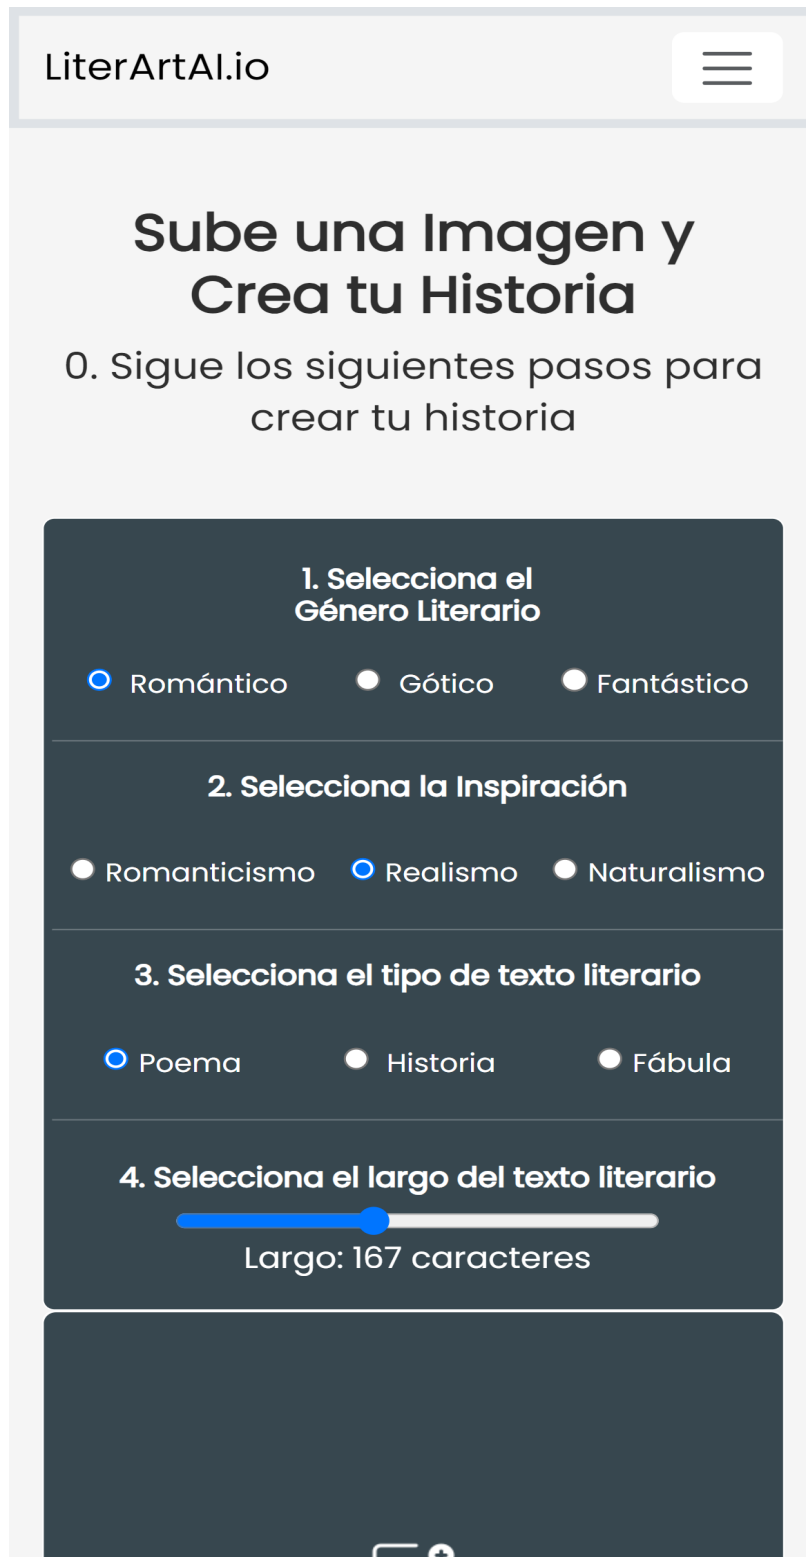 LiterArtAI.io
Sube una Imagen y
Crea tu Historia
0. Sigue los siguientes pasos para
crear tu historia
1. Selecciona el
Género Literario
Romántico Gótico Fantástico
2. Selecciona la Inspiración
Romanticismo Realismo Naturalismo
3. Selecciona el tipo de texto literario
Poema Historia Fábula
4. Selecciona el largo del texto literario
Largo: 167 caracteres